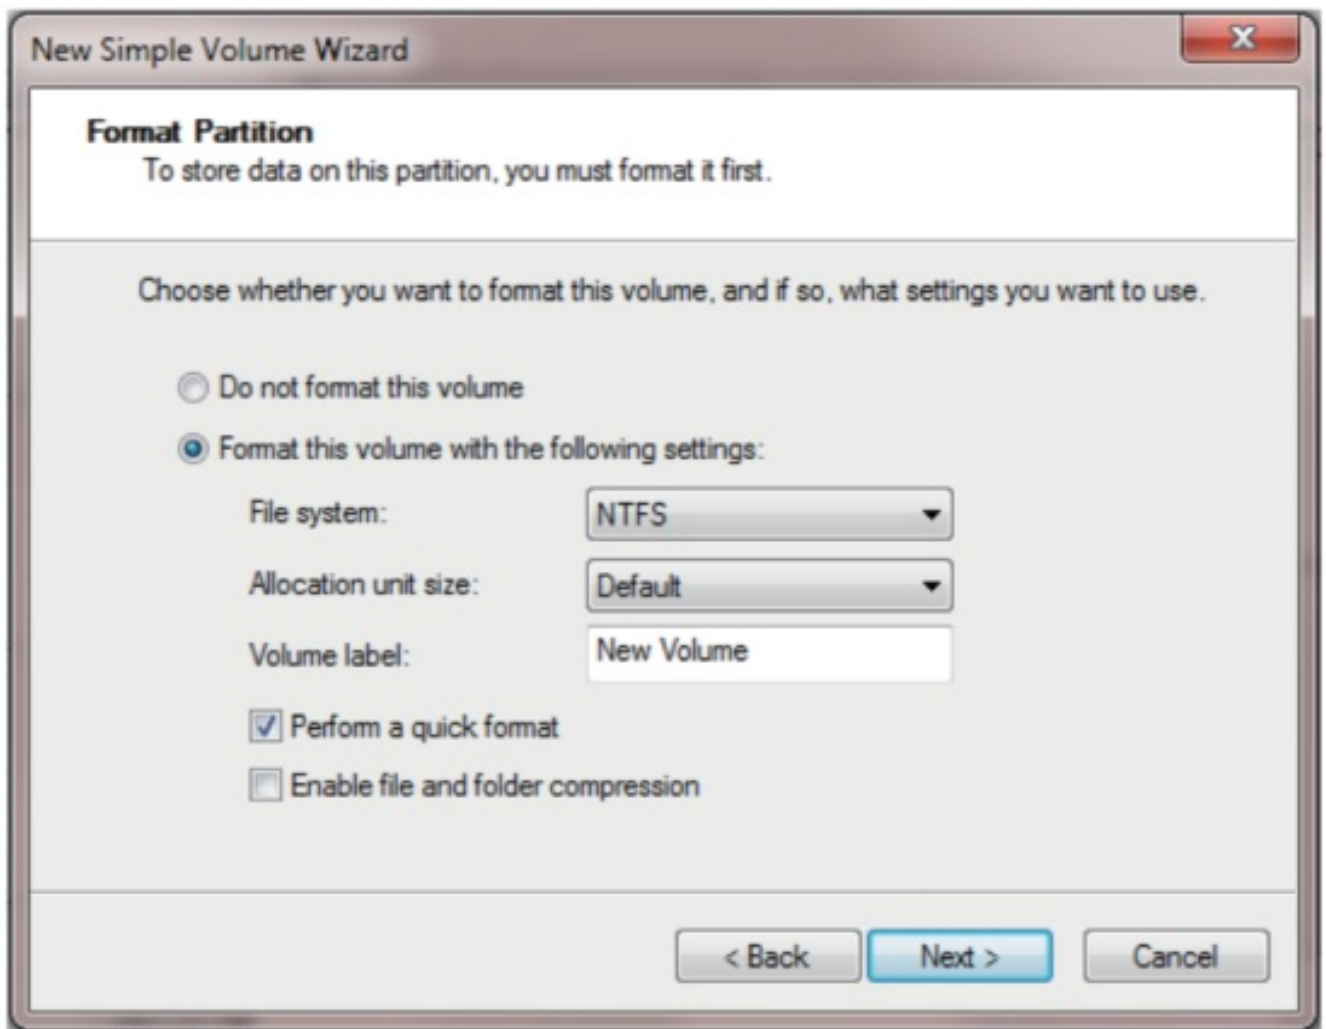 New Simple Volume Wizard
Format Partition
To store data on this partition, you must format it first.
Choose whether you want to format this volume, and if so, what settings you want to use.
Do not format this volume
Format this volume with the following settings:
File system: NTFS
Allocation unit size: Default
Volume label: New Volume
Perform a quick format
Enable file and folder compression
< Back Next > Cancel